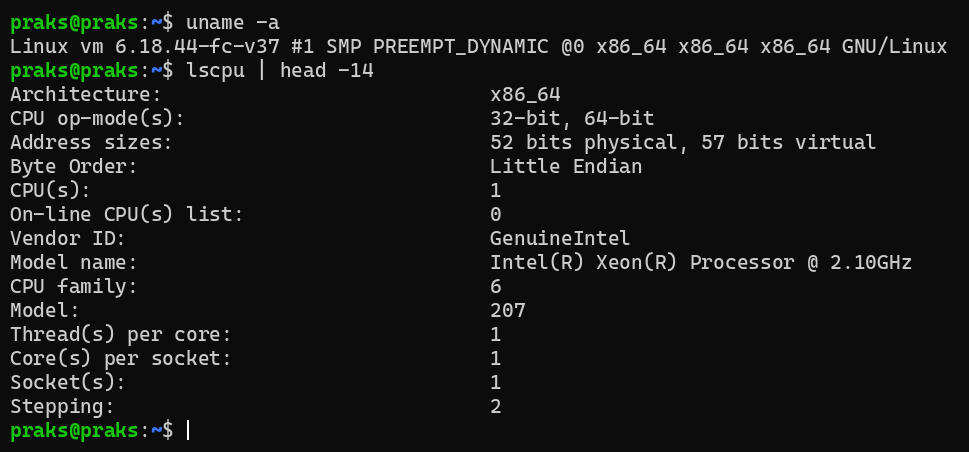 praks@praks:~$ uname -a
Linux vm 6.18.44-fc-v37 #1 SMP PREEMPT_DYNAMIC @0 x86_64 x86_64 x86_64 GNU/Linux
praks@praks:~$ lscpu | head -14
Architecture: x86_64
CPU op-mode(s): 32-bit, 64-bit
Address sizes: 52 bits physical, 57 bits virtual
Byte Order: Little Endian
CPU(s): 1
On-line CPU(s) list: 0
Vendor ID: GenuineIntel
Model name: Intel(R) Xeon(R) Processor @ 2.10GHz
CPU family: 6
Model: 207
Thread(s) per core: 1
Core(s) per socket: 1
Socket(s): 1
Stepping: 2
praks@praks:~$